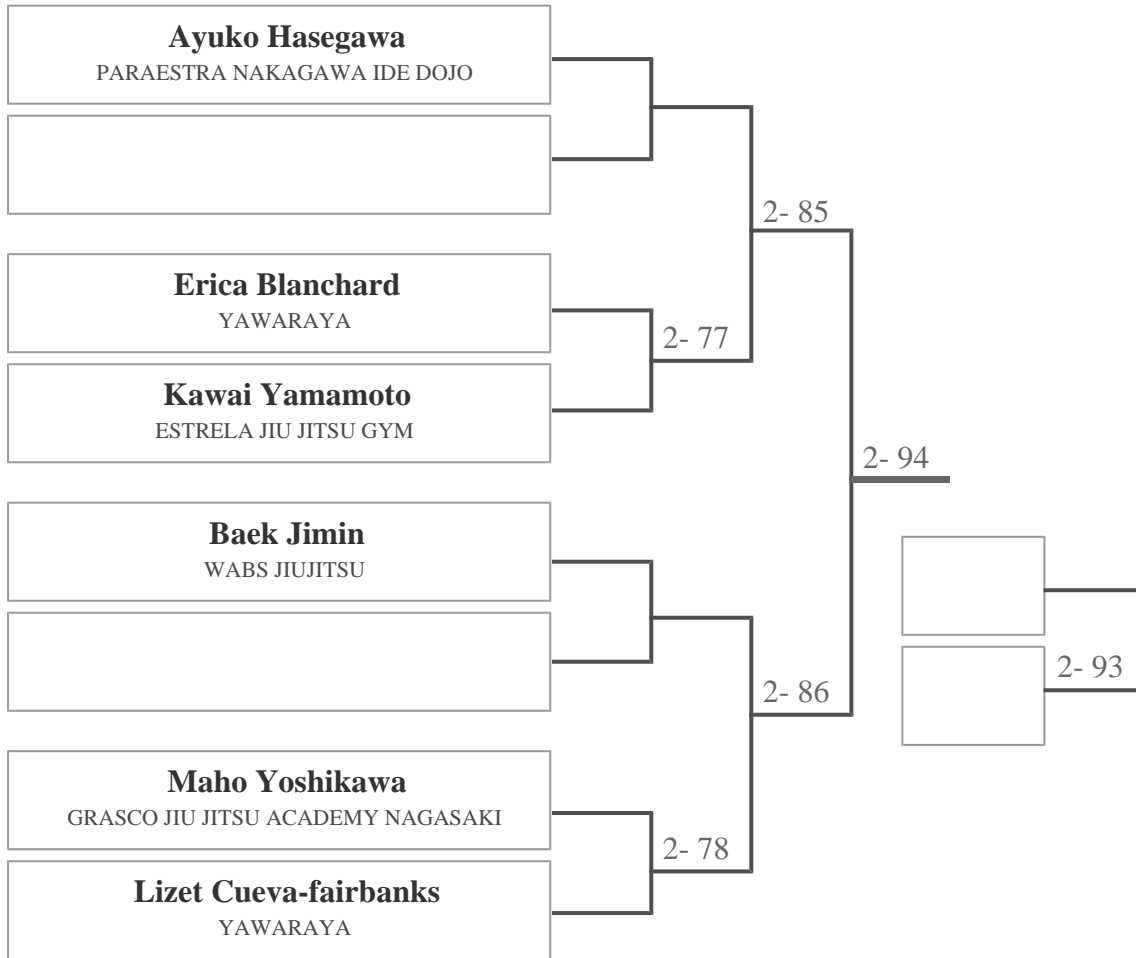 Ayuko Hasegawa
PARAESTRA NAKAGAWA IDE DOJO
2- 85
Erica Blanchard
YAWARAYA
2- 77
Kawai Yamamoto
ESTRELA JIU JITSU GYM
2- 94
Baek Jimin
WABS JIUJITSU
2- 93
2- 86
Maho Yoshikawa
GRASCO JIU JITSU ACADEMY NAGASAKI
2- 78
Lizet Cueva-fairbanks
YAWARAYA